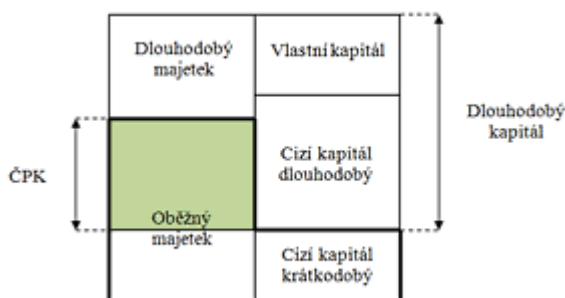 Dlouhodobý
majetek
Vlastní kapitál
Dlouhodobý
kapitál
ČPK
Cizí kapitál
dlouhodobý
Oběžný
majetek
Cizí kapitál
krátkodobý